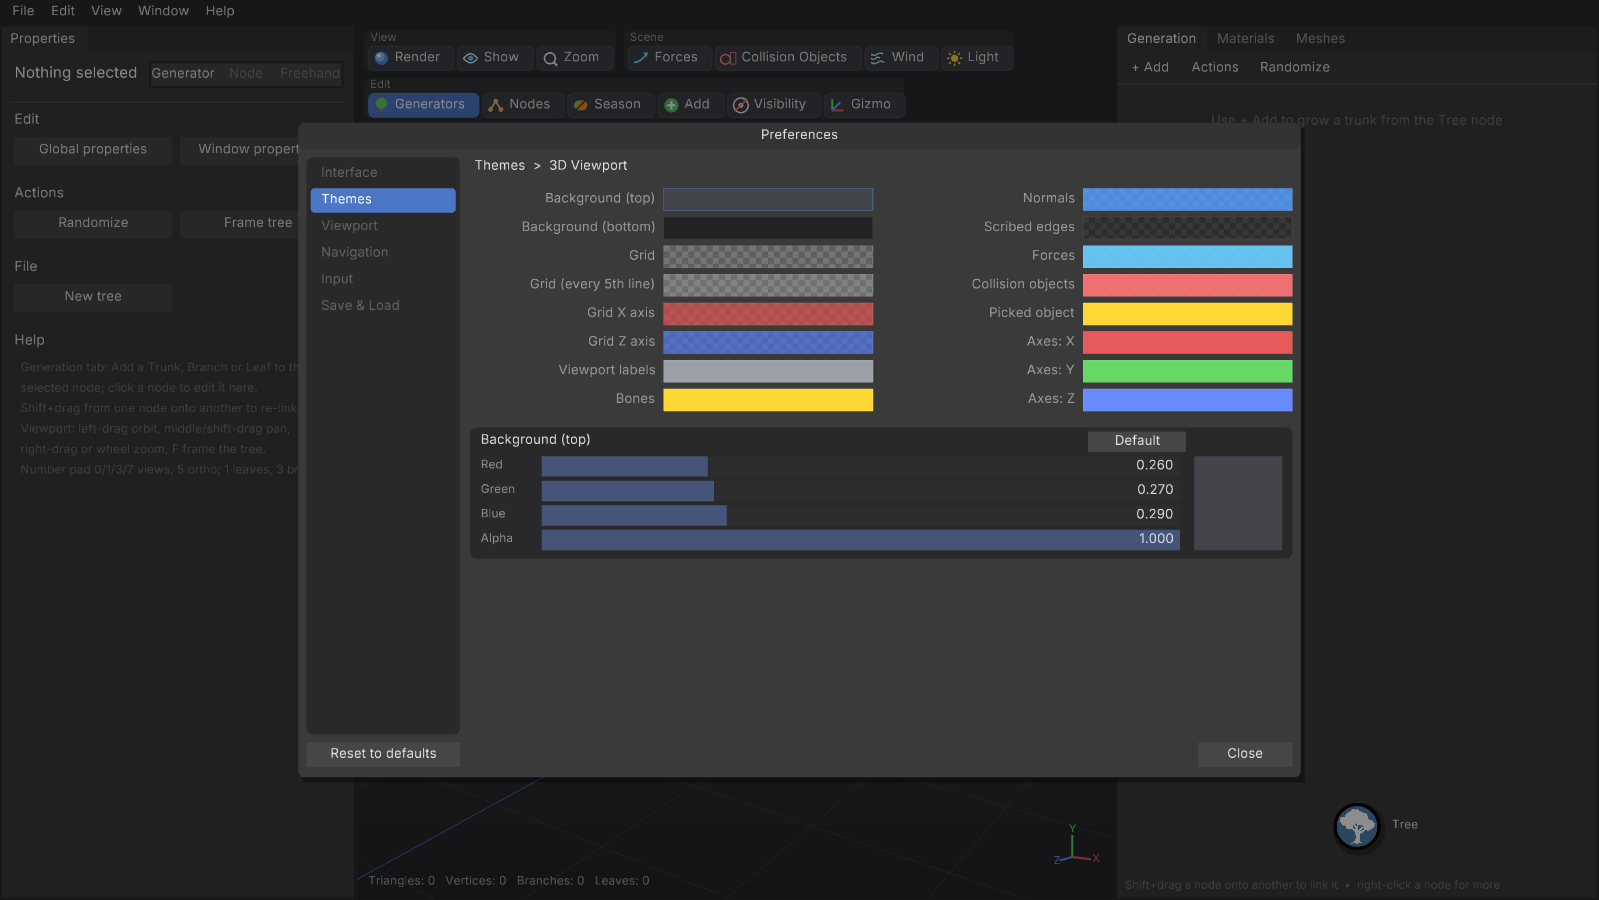 File Edit View Window Help
Properties
Nothing selected Generator Node Freehand
Edit
Global properties Window propert
Actions
Randomize Frame tree
File
New tree
Help
Generation tab: Add a Trunk, Branch or Leaf to th
selected node; click a node to edit it here.
Shift+drag from one node onto another to re-link
Viewport: left-drag orbit, middle/shift-drag pan,
right-drag or wheel zoom, F frame the tree.
Number pad 0/1/3/7 views, 5 ortho; 1 leaves, 3 br
View
Render Show Zoom
Scene
Forces Collision Objects Wind Light
Edit
Generators Nodes Season Add Visibility Gizmo
Generation Materials Meshes
+ Add Actions Randomize
Use + Add to grow a trunk from the Tree node
Preferences
Interface
Themes
Viewport
Navigation
Input
Save & Load
Themes > 3D Viewport
Background (top)
Background (bottom)
Grid
Grid (every 5th line)
Grid X axis
Grid Z axis
Viewport labels
Bones
Normals
Scribed edges
Forces
Collision objects
Picked object
Axes: X
Axes: Y
Axes: Z
Background (top) Default
Red 0.260
Green 0.270
Blue 0.290
Alpha 1.000
Reset to defaults Close
Y
Z X
Triangles: 0 Vertices: 0 Branches: 0 Leaves: 0
Tree
Shift+drag a node onto another to link it • right-click a node for more